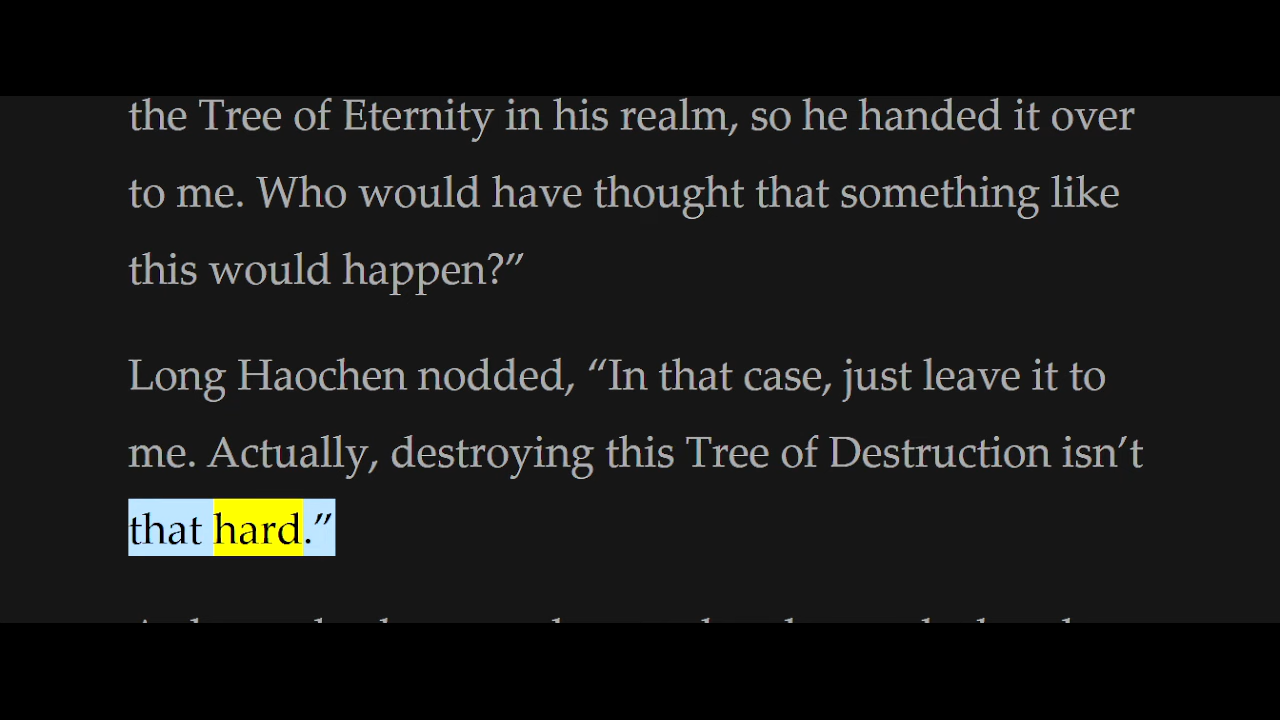 the Tree of Eternity in his realm, so he handed it over
to me. Who would have thought that something like
this would happen?”
Long Haochen nodded, “In that case, just leave it to
me. Actually, destroying this Tree of Destruction isn’t
that hard.”